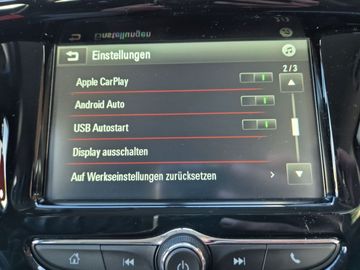 Einstellungen
2/3
Apple CarPlay
Android Auto
USB Autostart
Display ausschalten
Auf Werkseinstellungen zurücksetzen